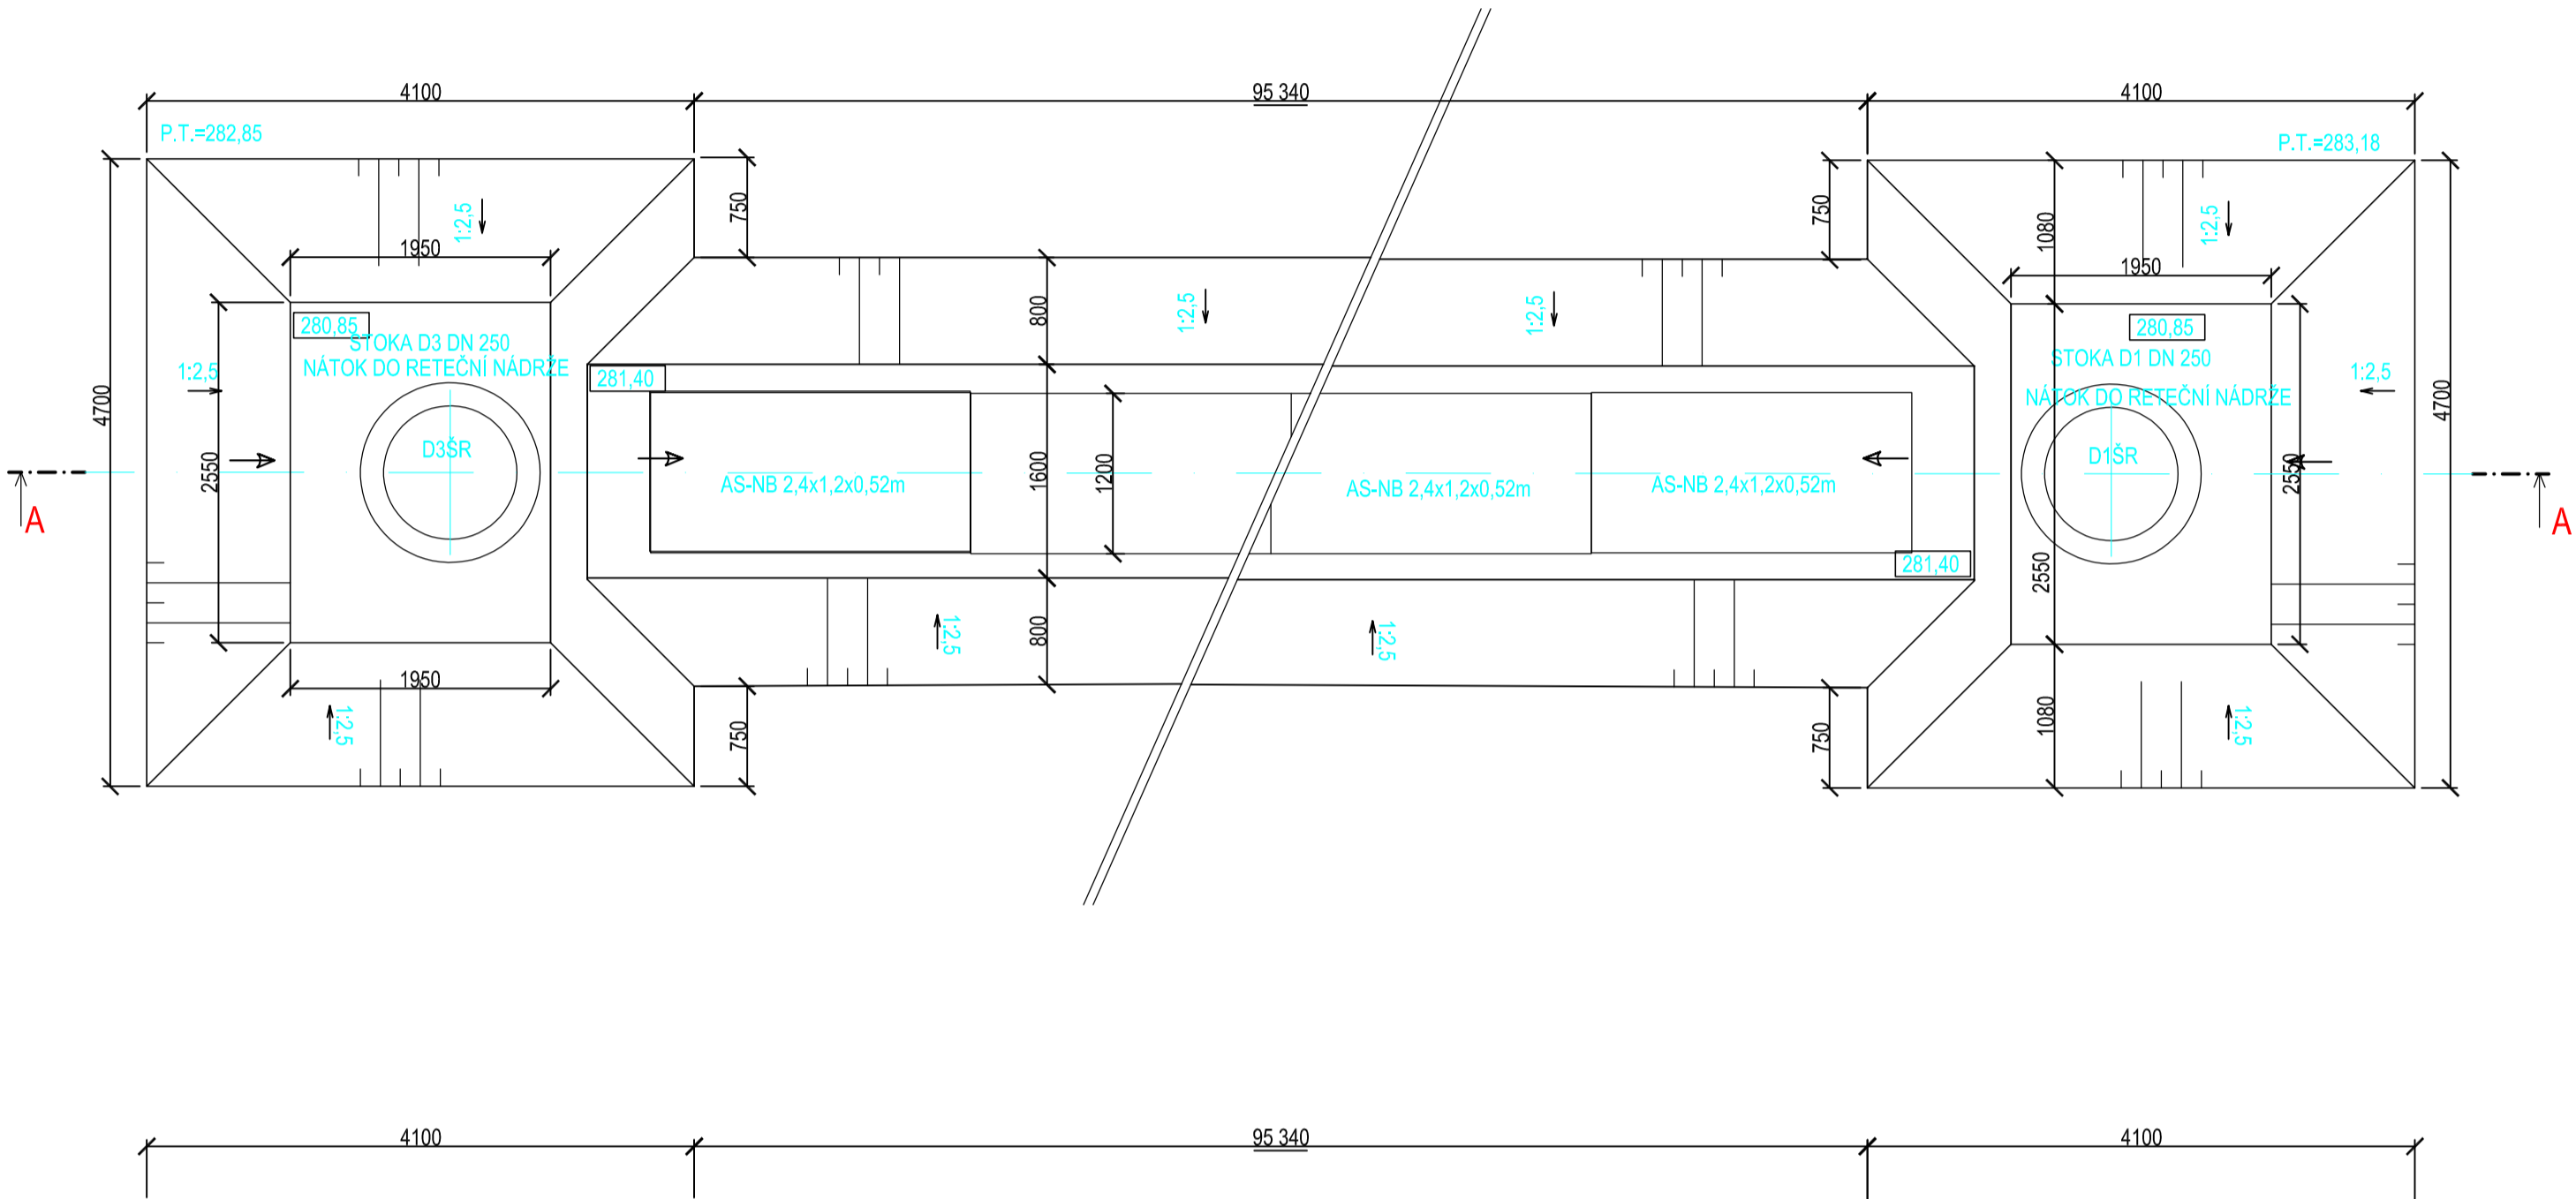 4100
95 340
4100
P.T.=282,85
P.T.=283,18
750
750
1:2,5
1:2,5
1080
1950
1950
800
1:2,5
1:2,5
280,85
280,85
STOKA D3 DN 250
NÁTOK DO RETEČNÍ NÁDRŽE
STOKA D1 DN 250
NÁTOK DO RETEČNÍ NÁDRŽE
1:2,5
1:2,5
281,40
4700
4700
D3ŠR
D1ŠR
2550
2550
1600
1200
AS-NB 2,4x1,2x0,52m
AS-NB 2,4x1,2x0,52m
AS-NB 2,4x1,2x0,52m
A
A
281,40
2550
800
1:2,5
1:2,5
1950
1:2,5
1:2,5
750
750
1080
4100
95 340
4100